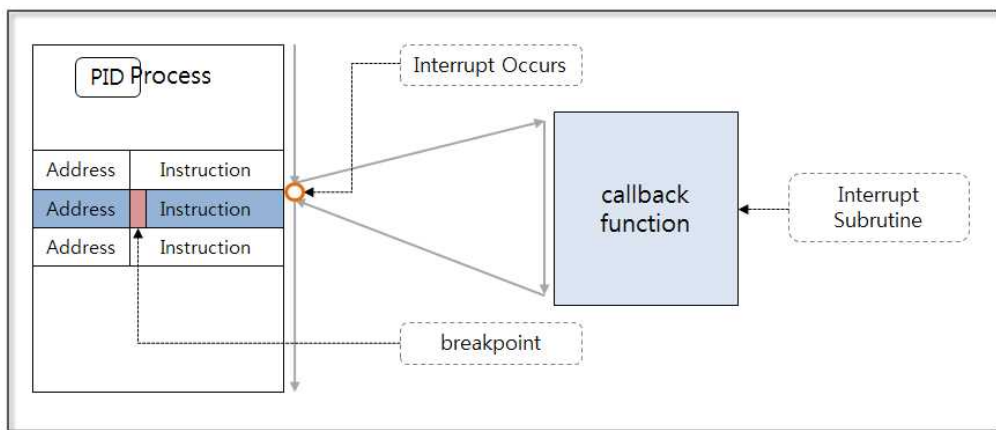 PID Process
Interrupt Occurs
Address Instruction
Address Instruction
Address Instruction
callback
function
Interrupt
Subrutine
breakpoint